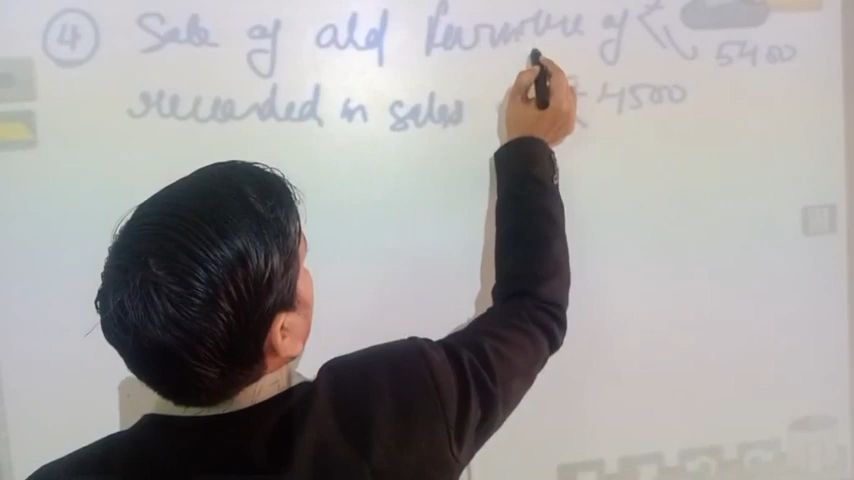 ④ Sale of old Furniture of ₹ 5400
recorded in sales ₹ 4500